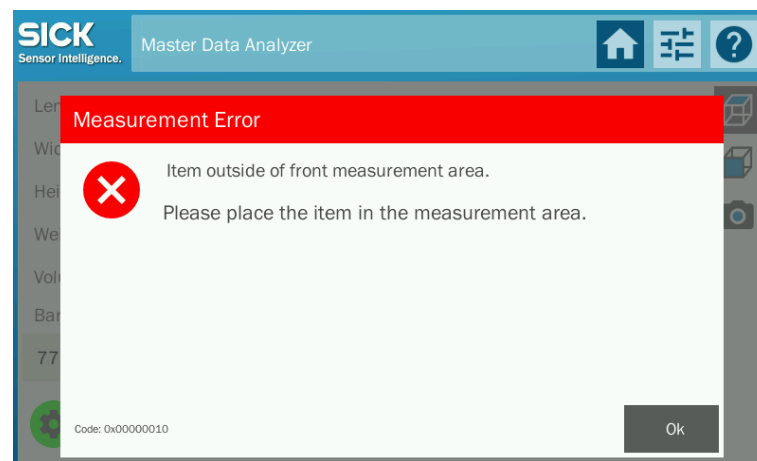 SICK
Sensor Intelligence.
Master Data Analyzer
Measurement Error
Item outside of front measurement area.
Please place the item in the measurement area.
77
Code: 0x00000010
Ok